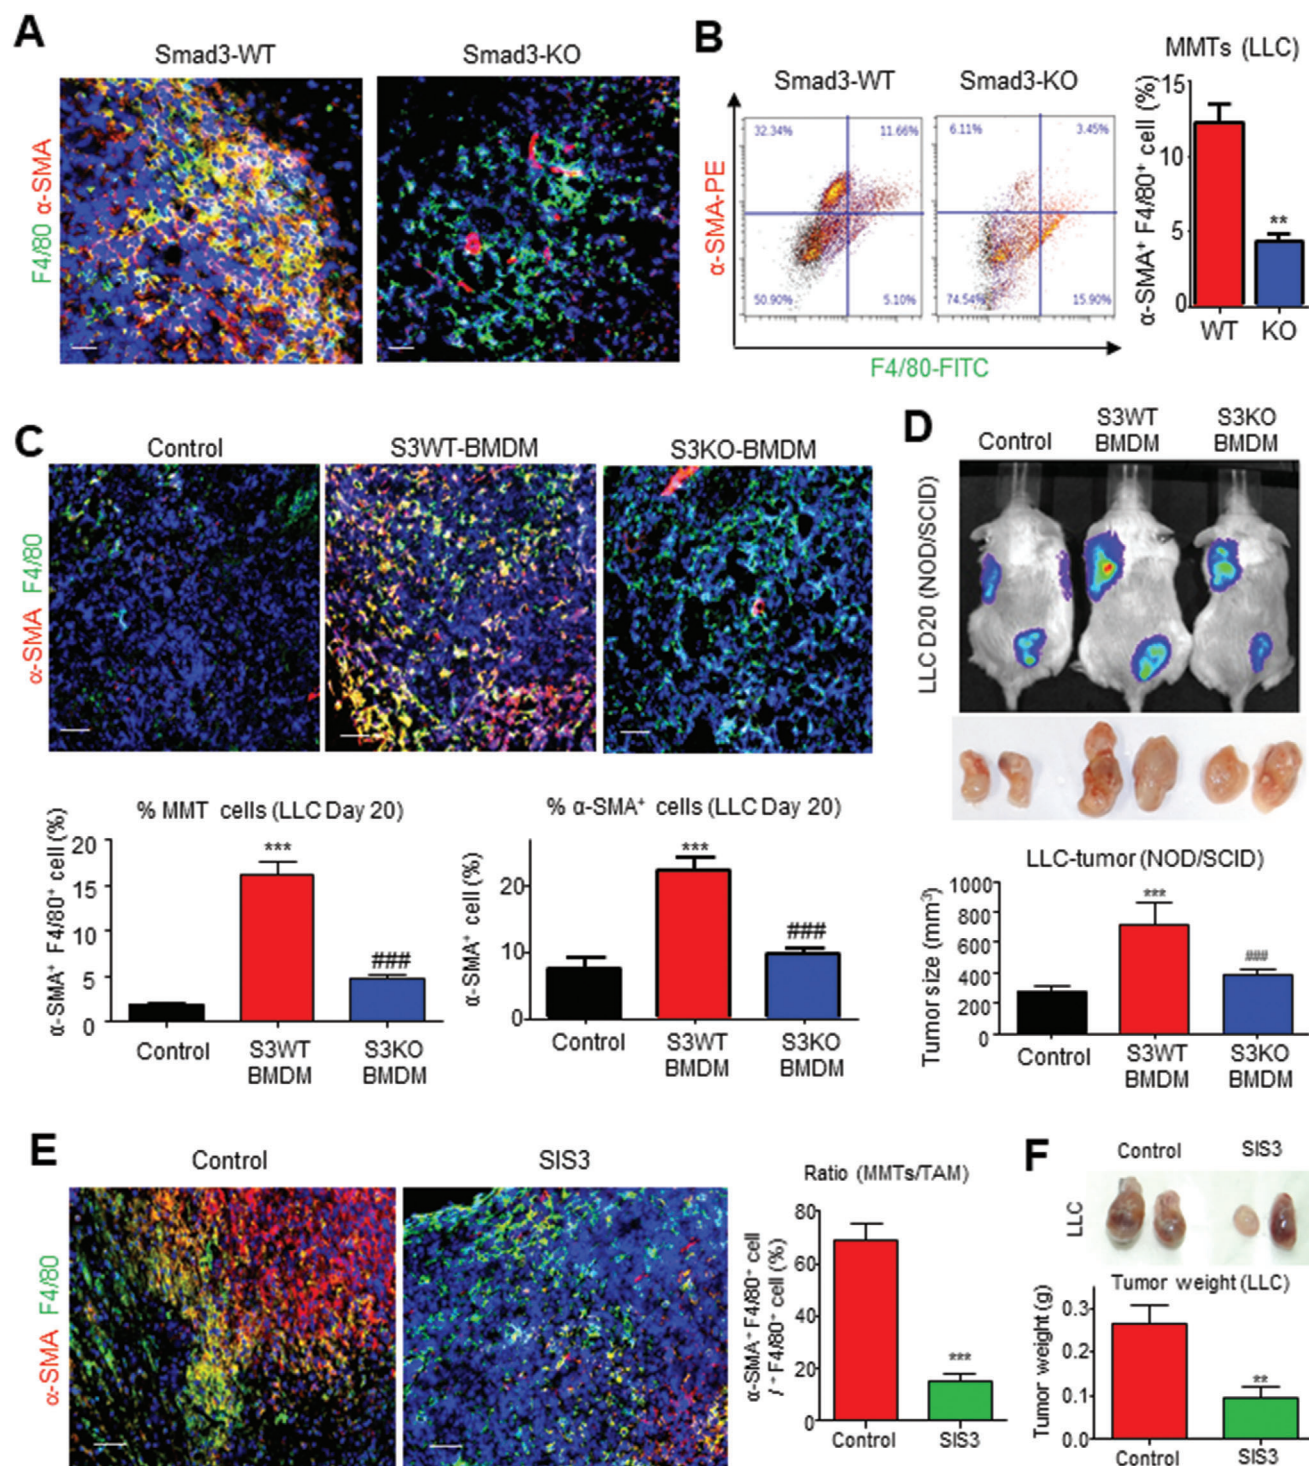 A
Smad3-WT
Smad3-KO
F4/80 α-SMA
B
Smad3-WT
Smad3-KO
32.34%
11.66%
50.90%
5.10%
6.11%
3.45%
74.54%
15.90%
α-SMA-PE
F4/80-FITC
MMTs (LLC)
α-SMA⁺ F4/80⁺ cell (%)
15
10
5
0
**
WT
KO
C
Control
S3WT-BMDM
S3KO-BMDM
α-SMA F4/80
% MMT cells (LLC Day 20)
α-SMA⁺ F4/80⁺ cell (%)
20
15
10
5
0
***
###
Control
S3WT
BMDM
S3KO
BMDM
% α-SMA⁺ cells (LLC Day 20)
α-SMA⁺ cell (%)
20
10
0
***
###
Control
S3WT
BMDM
S3KO
BMDM
D
Control
S3WT
BMDM
S3KO
BMDM
LLC D20 (NOD/SCID)
LLC-tumor (NOD/SCID)
Tumor size (mm³)
1000
800
600
400
200
0
***
###
Control
S3WT
BMDM
S3KO
BMDM
E
Control
SIS3
α-SMA F4/80
Ratio (MMTs/TAM)
α-SMA⁺ F4/80⁺ cell
/ ⁺ F4/80⁺ cell (%)
80
60
40
20
0
***
Control
SIS3
F
Control
SIS3
LLC
Tumor weight (LLC)
Tumor weight (g)
0.3
0.2
0.1
0.0
**
Control
SIS3